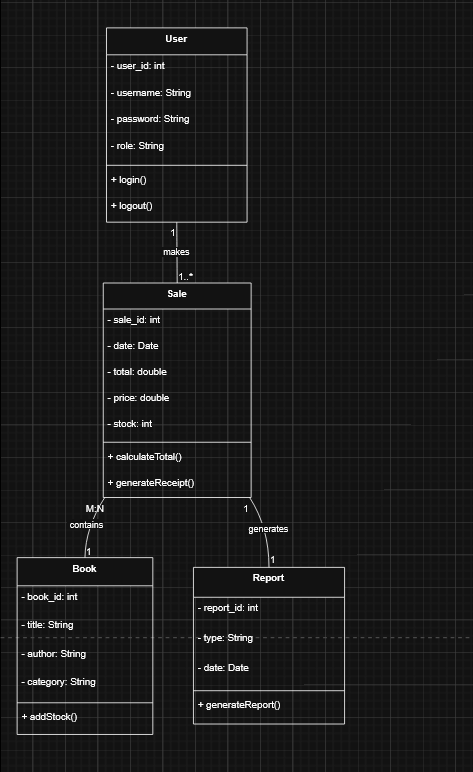 User
- user_id: int
- username: String
- password: String
- role: String
+ login()
+ logout()
1
makes
1..*
Sale
- sale_id: int
- date: Date
- total: double
- price: double
- stock: int
+ calculateTotal()
+ generateReceipt()
M:N
contains
1
1
generates
1
Book
- book_id: int
- title: String
- author: String
- category: String
+ addStock()
Report
- report_id: int
- type: String
- date: Date
+ generateReport()